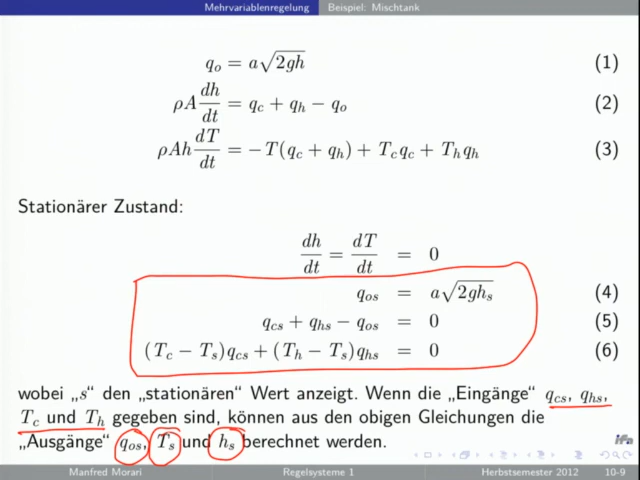 Mehrvariablenregelung Beispiel: Mischtank
q_o = a√2gh (1)
ρA dh/dt = q_c + q_h − q_o (2)
ρAh dT/dt = −T(q_c + q_h) + T_c q_c + T_h q_h (3)
Stationärer Zustand:
dh/dt = dT/dt = 0
q_os = a√2gh_s (4)
q_cs + q_hs − q_os = 0 (5)
(T_c − T_s)q_cs + (T_h − T_s)q_hs = 0 (6)
wobei „s“ den „stationären“ Wert anzeigt. Wenn die „Eingänge“ q_cs, q_hs,
T_c und T_h gegeben sind, können aus den obigen Gleichungen die
„Ausgänge“ q_os, T_s und h_s berechnet werden.
IfA
Manfred Morari Regelsysteme 1 Herbstsemester 2012 10-9